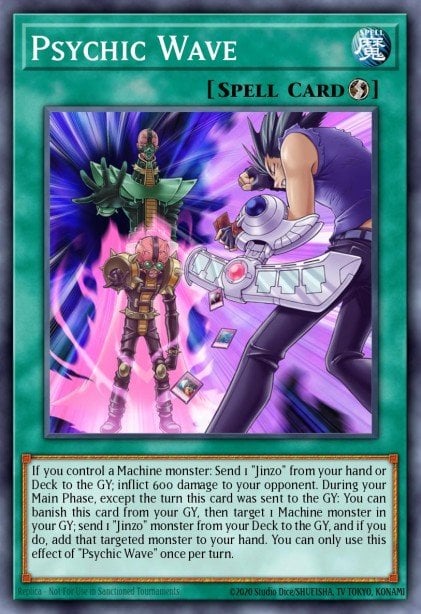 Psychic Wave
SPELL
魔
[Spell Card]
If you control a Machine monster: Send 1 "Jinzo" from your hand or
Deck to the GY; inflict 600 damage to your opponent. During your
Main Phase, except the turn this card was sent to the GY: You can
banish this card from your GY, then target 1 Machine monster in
your GY; send 1 "Jinzo" monster from your Deck to the GY, and if you
do, add that targeted monster to your hand. You can only use this
effect of "Psychic Wave" once per turn.
Replica - Not For Use in Sanctioned Tournaments
©2020 Studio Dice/SHUEISHA, TV TOKYO, KONAMI